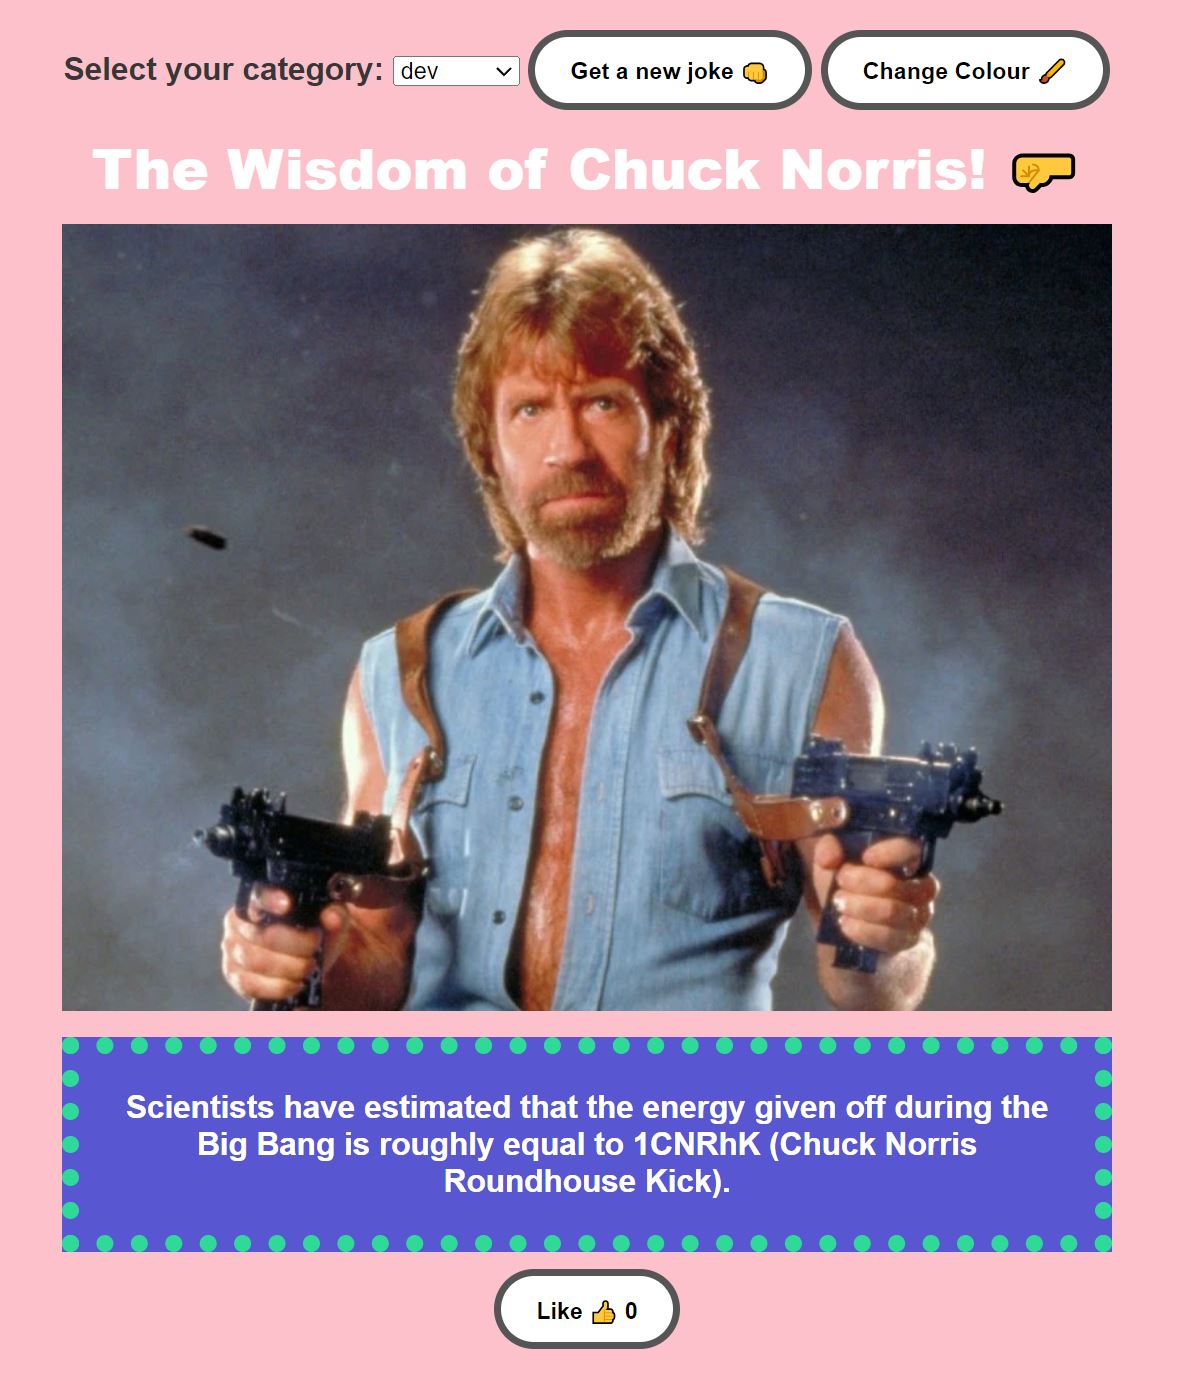 Select your category: dev Get a new joke 👊 Change Colour 🖌️
The Wisdom of Chuck Norris!
Scientists have estimated that the energy given off during the
Big Bang is roughly equal to 1CNRhK (Chuck Norris
Roundhouse Kick).
Like 👍 0